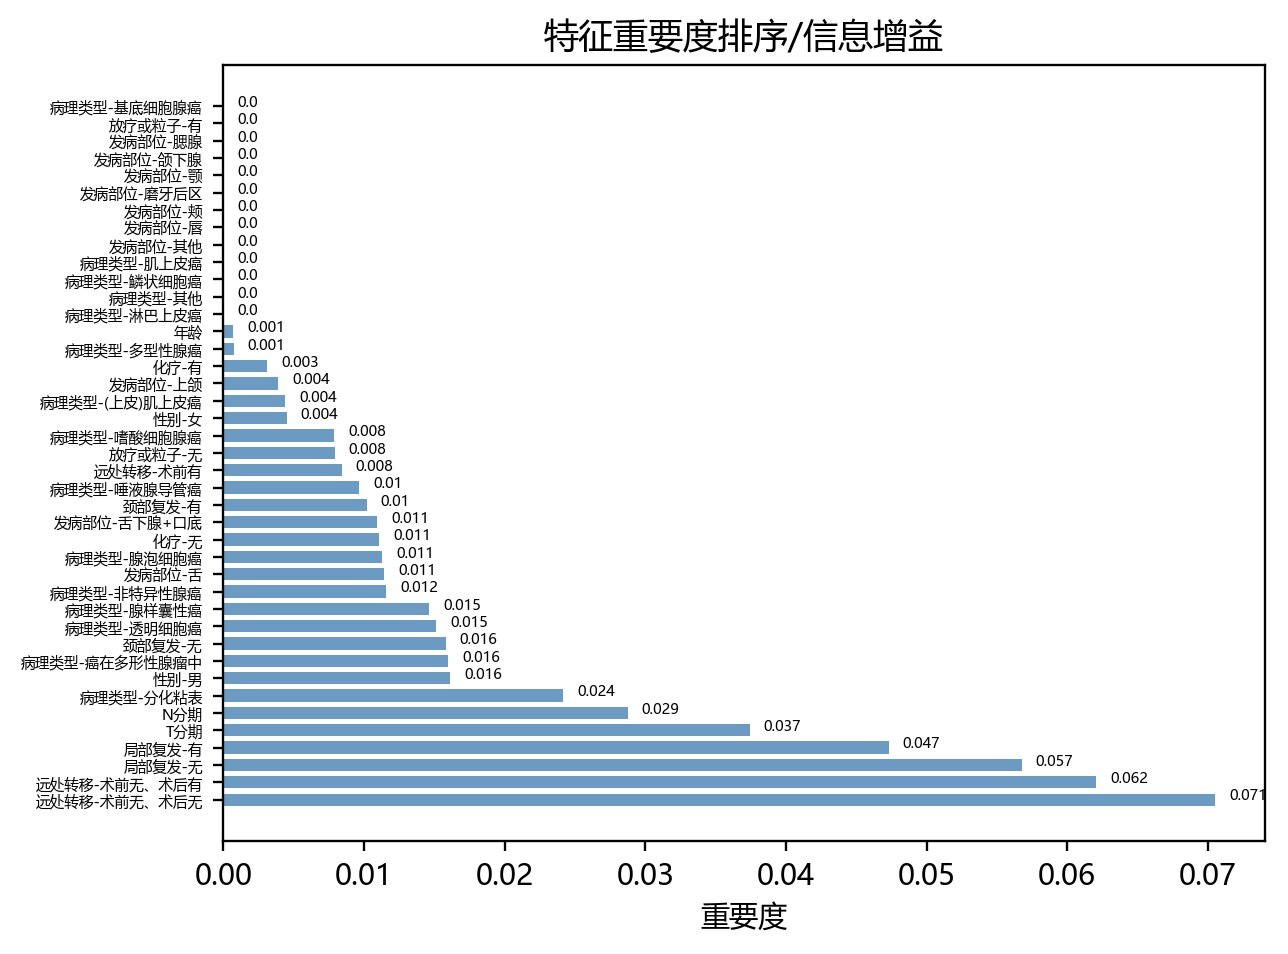 特征重要度排序/信息增益
病理类型-基底细胞腺癌 0.0
放疗或粒子-有 0.0
发病部位-腮腺 0.0
发病部位-颌下腺 0.0
发病部位-颚 0.0
发病部位-磨牙后区 0.0
发病部位-颊 0.0
发病部位-唇 0.0
发病部位-其他 0.0
病理类型-肌上皮癌 0.0
病理类型-鳞状细胞癌 0.0
病理类型-其他 0.0
病理类型-淋巴上皮癌 0.0
年龄 0.001
病理类型-多型性腺癌 0.001
化疗-有 0.003
发病部位-上颌 0.004
病理类型-(上皮)肌上皮癌 0.004
性别-女 0.004
病理类型-嗜酸细胞腺癌 0.008
放疗或粒子-无 0.008
远处转移-术前有 0.008
病理类型-唾液腺导管癌 0.01
颈部复发-有 0.01
发病部位-舌下腺+口底 0.011
化疗-无 0.011
病理类型-腺泡细胞癌 0.011
发病部位-舌 0.011
病理类型-非特异性腺癌 0.012
病理类型-腺样囊性癌 0.015
病理类型-透明细胞癌 0.015
颈部复发-无 0.016
病理类型-癌在多形性腺瘤中 0.016
性别-男 0.016
病理类型-分化粘表 0.024
N分期 0.029
T分期 0.037
局部复发-有 0.047
局部复发-无 0.057
远处转移-术前无、术后有 0.062
远处转移-术前无、术后无 0.071
0.00 0.01 0.02 0.03 0.04 0.05 0.06 0.07
重要度